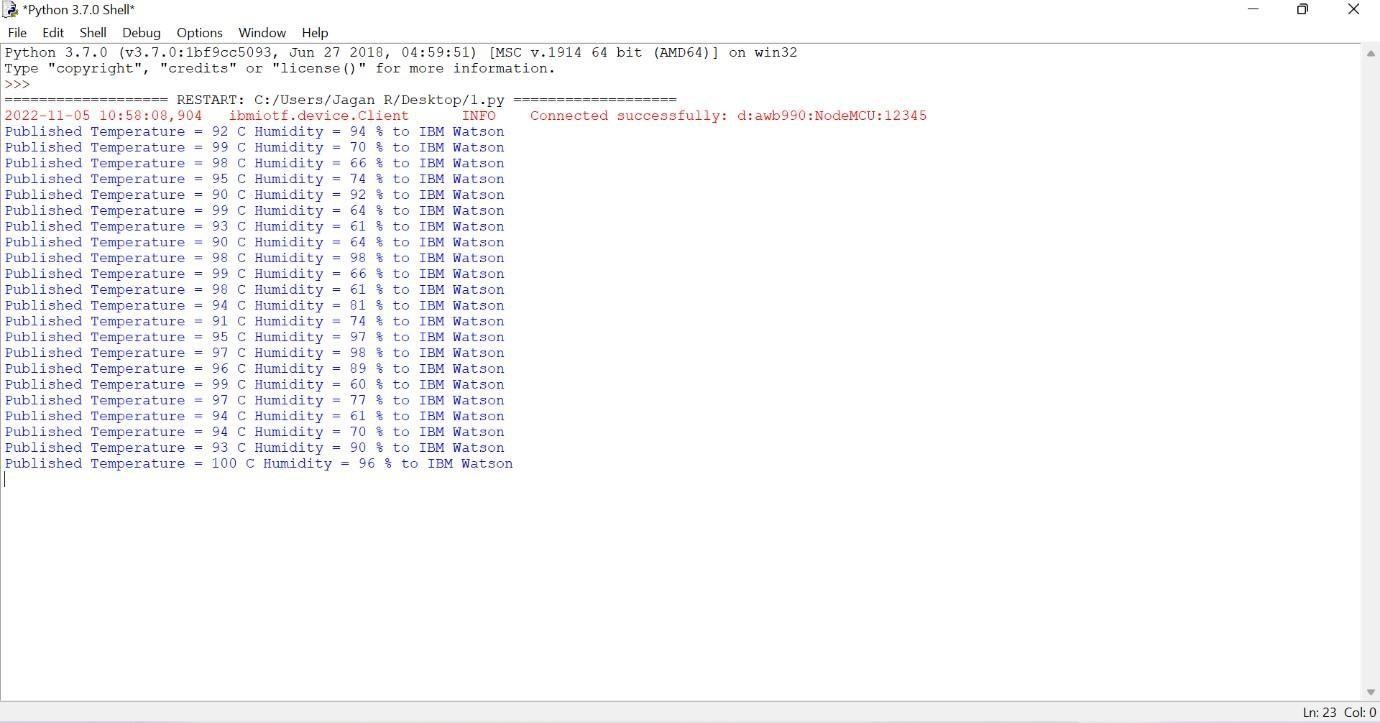 *Python 3.7.0 Shell*
File Edit Shell Debug Options Window Help
Python 3.7.0 (v3.7.0:1bf9cc5093, Jun 27 2018, 04:59:51) [MSC v.1914 64 bit (AMD64)] on win32
Type "copyright", "credits" or "license()" for more information.
>>>
=================== RESTART: C:/Users/Jagan R/Desktop/1.py ===================
2022-11-05 10:58:08,904   ibmiotf.device.Client      INFO    Connected successfully: d:awb990:NodeMCU:12345
Published Temperature = 92 C Humidity = 94 % to IBM Watson
Published Temperature = 99 C Humidity = 70 % to IBM Watson
Published Temperature = 98 C Humidity = 66 % to IBM Watson
Published Temperature = 95 C Humidity = 74 % to IBM Watson
Published Temperature = 90 C Humidity = 92 % to IBM Watson
Published Temperature = 99 C Humidity = 64 % to IBM Watson
Published Temperature = 93 C Humidity = 61 % to IBM Watson
Published Temperature = 90 C Humidity = 64 % to IBM Watson
Published Temperature = 98 C Humidity = 98 % to IBM Watson
Published Temperature = 99 C Humidity = 66 % to IBM Watson
Published Temperature = 98 C Humidity = 61 % to IBM Watson
Published Temperature = 94 C Humidity = 81 % to IBM Watson
Published Temperature = 91 C Humidity = 74 % to IBM Watson
Published Temperature = 95 C Humidity = 97 % to IBM Watson
Published Temperature = 97 C Humidity = 98 % to IBM Watson
Published Temperature = 96 C Humidity = 89 % to IBM Watson
Published Temperature = 99 C Humidity = 60 % to IBM Watson
Published Temperature = 97 C Humidity = 77 % to IBM Watson
Published Temperature = 94 C Humidity = 61 % to IBM Watson
Published Temperature = 94 C Humidity = 70 % to IBM Watson
Published Temperature = 93 C Humidity = 90 % to IBM Watson
Published Temperature = 100 C Humidity = 96 % to IBM Watson
Ln: 23 Col: 0